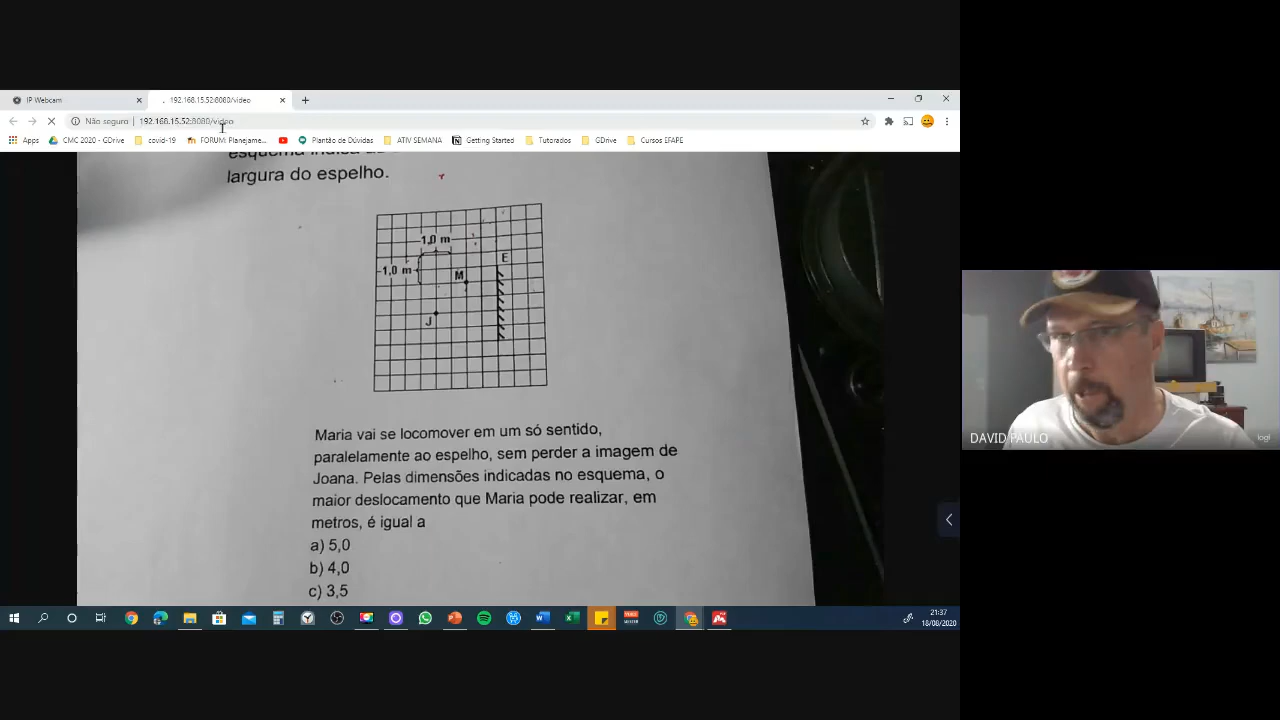 IP Webcam
192.168.15.52:8080/video
Não seguro | 192.168.15.52:8080/video
Apps
CMC 2020 - GDrive
covid-19
FORUM: Planejame...
Plantão de Dúvidas
ATIV SEMANA
Getting Started
Tutorados
GDrive
Cursos EFAPE
largura do espelho.
1,0 m
E
1,0 m
M
J
Maria vai se locomover em um só sentido,
paralelamente ao espelho, sem perder a imagem de
Joana. Pelas dimensões indicadas no esquema, o
maior deslocamento que Maria pode realizar, em
metros, é igual a
a) 5,0
b) 4,0
c) 3,5
DAVID PAULO
logi
21:37
18/08/2020